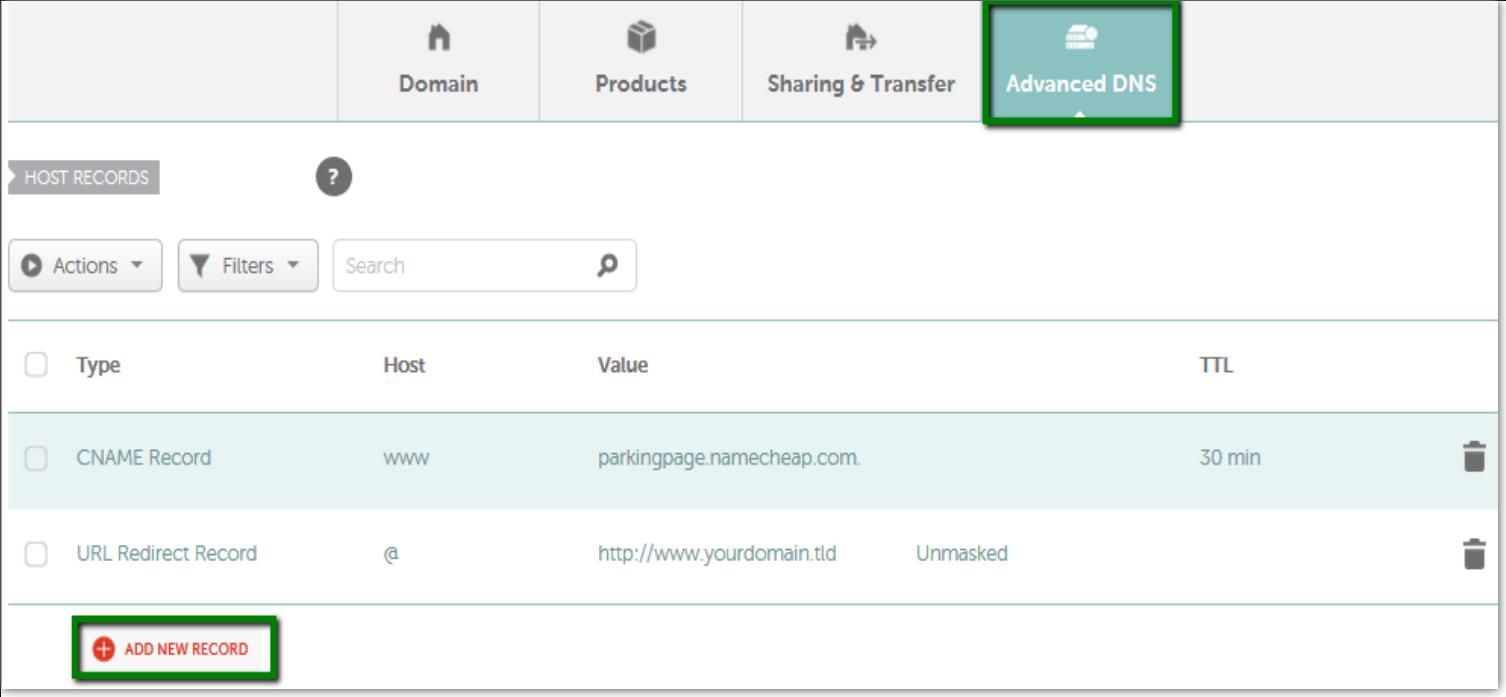 Domain
Products
Sharing & Transfer
Advanced DNS
HOST RECORDS
?
Actions
Filters
Search
Type Host Value TTL
CNAME Record www parkingpage.namecheap.com. 30 min
URL Redirect Record @ http://www.yourdomain.tld Unmasked
ADD NEW RECORD